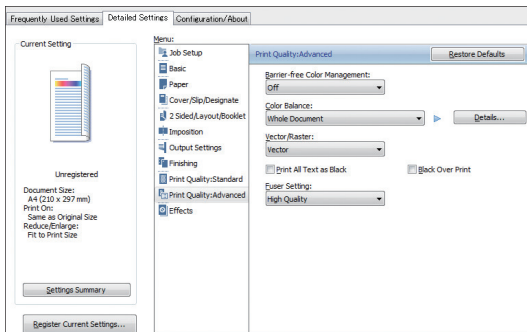 Frequently Used Settings
Detailed Settings
Configuration/About
Current Setting
Unregistered
Document Size:
A4 (210 x 297 mm)
Print On:
Same as Original Size
Reduce/Enlarge:
Fit to Print Size
Settings Summary
Register Current Settings...
Menu:
Job Setup
Basic
Paper
Cover/Slip/Designate
2 Sided/Layout/Booklet
Imposition
Output Settings
Finishing
Print Quality:Standard
Print Quality:Advanced
Effects
Print Quality:Advanced
Restore Defaults
Barrier-free Color Management:
Off
Color Balance:
Whole Document
Details...
Vector/Raster:
Vector
Print All Text as Black
Black Over Print
Fuser Setting:
High Quality